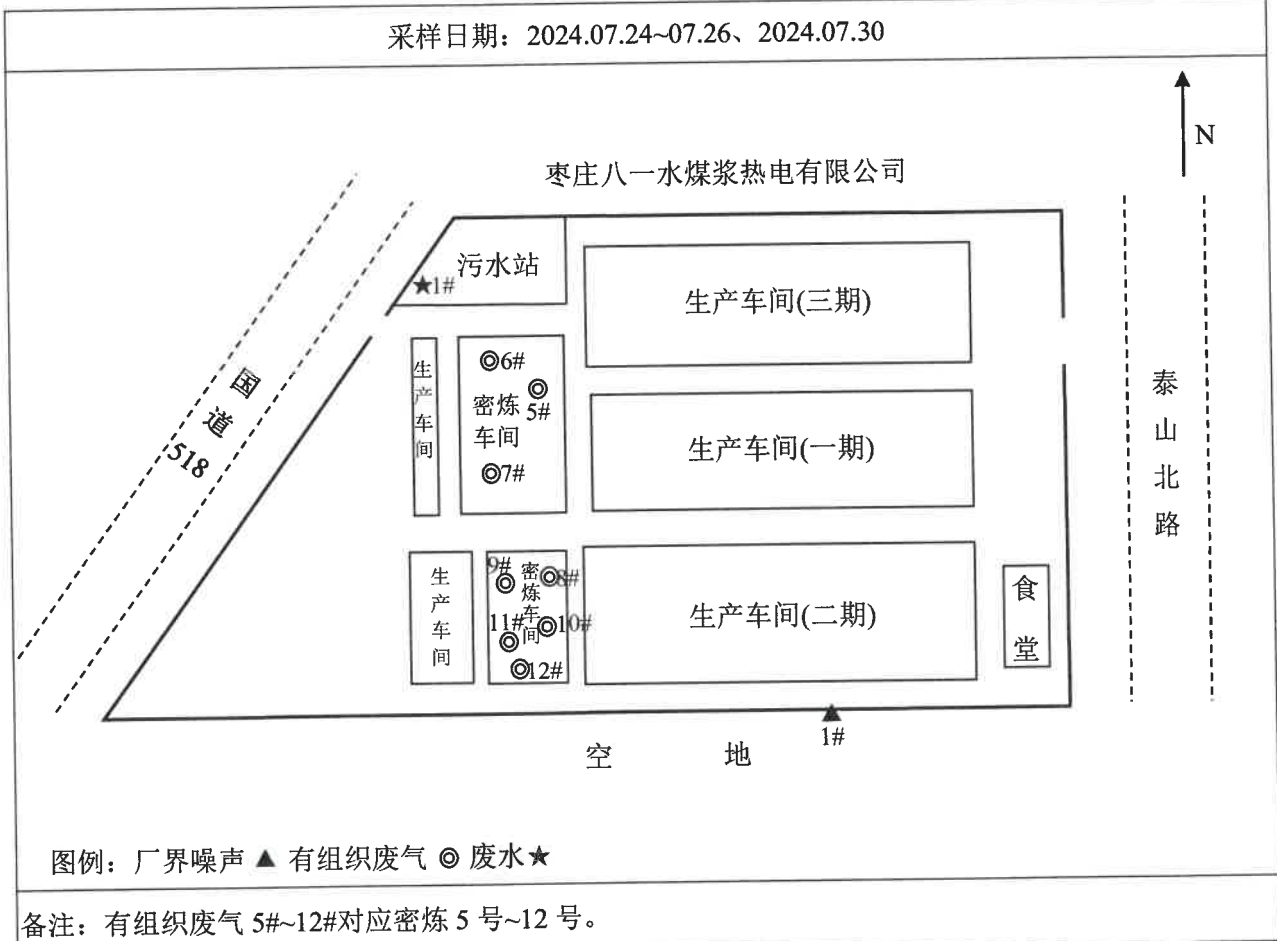 采样日期：2024.07.24~07.26、2024.07.30
N
枣庄八一水煤浆热电有限公司
污水站
★1#
生产车间(三期)
国道518
生产车间
◎6#
◎5#
密炼
车间
◎7#
生产车间(一期)
泰山北路
生产车间
9#
密炼车间
◎8#
11#
◎10#
◎12#
生产车间(二期)
食堂
▲
1#
空 地
图例：厂界噪声 ▲ 有组织废气 ◎ 废水★
备注：有组织废气 5#~12#对应密炼 5 号~12 号。